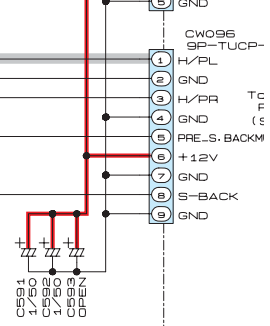 5 GND
CW096
9P-TUCP-
1 H/PL
2 GND
3 H/PR
4 GND
5 PRE_S.BACKM
6 +12V
7 GND
8 S-BACK
9 GND
To
(S
+ + +
C591 1/50
C592 1/50
C593 OPEN